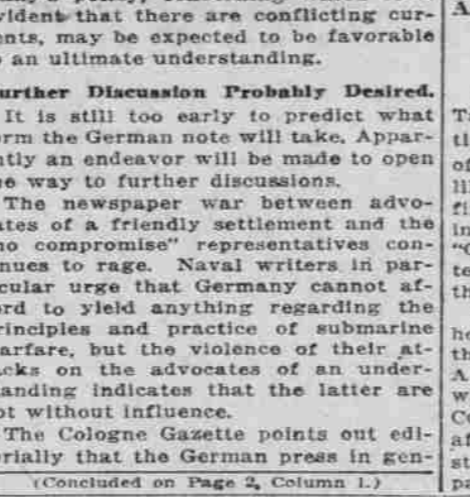 vident that there are conflicting cur-
ents, may be expected to be favorable
an ultimate understanding.
urther Discussion Probably Desired.
It is still too early to predict what
orm the German note will take. Appar-
ntly an endeavor will be made to open
e way to further discussions.
The newspaper war between advo-
ates of a friendly settlement and the
no compromise" representatives con-
nues to rage. Naval writers in par-
cular urge that Germany cannot af-
ord to yield anything regarding the
rinciples and practice of submarine
arfare, but the violence of their at-
cks on the advocates of an under-
anding indicates that the latter are
ot without influence.
The Cologne Gazette points out edi-
rially that the German press in gen-
(Concluded on Page 2, Column 1.)